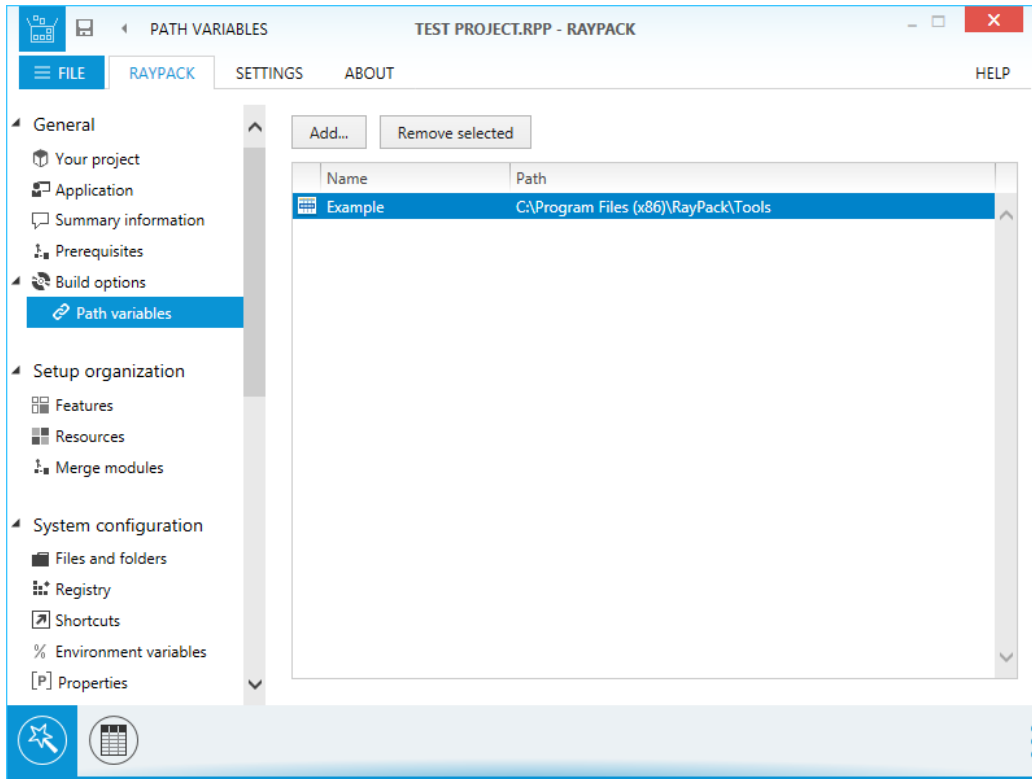 PATH VARIABLES TEST PROJECT.RPP - RAYPACK
FILE RAYPACK SETTINGS ABOUT HELP
General
Your project
Application
Summary information
Prerequisites
Build options
Path variables
Setup organization
Features
Resources
Merge modules
System configuration
Files and folders
Registry
Shortcuts
% Environment variables
[P] Properties
Add... Remove selected
Name Path
Example C:\Program Files (x86)\RayPack\Tools